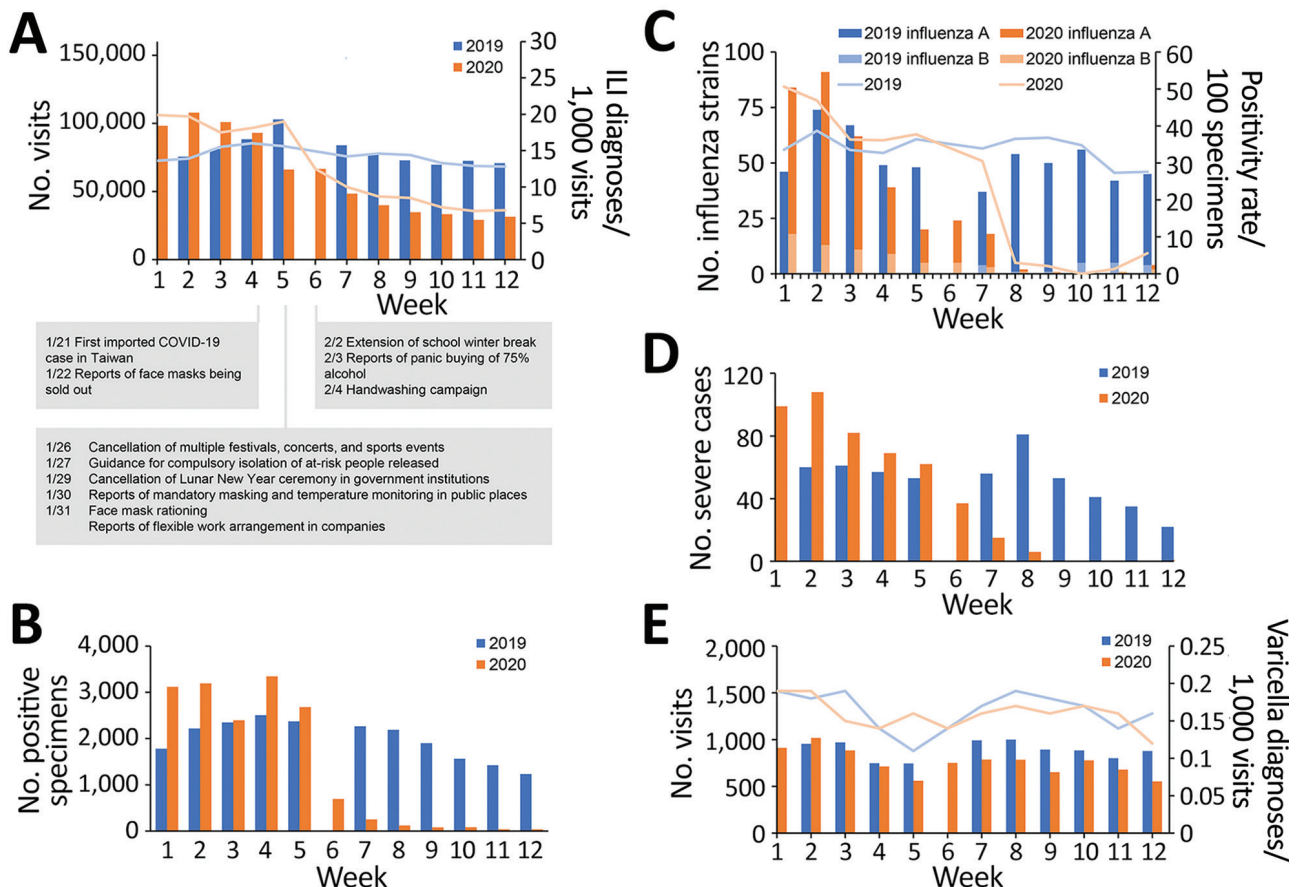 A
150,000
100,000
50,000
0
No. visits
2019
2020
30
25
20
15
10
5
0
ILI diagnoses/
1,000 visits
1 2 3 4 5 6 7 8 9 10 11 12
Week
1/21 First imported COVID-19
case in Taiwan
1/22 Reports of face masks being
sold out
2/2 Extension of school winter break
2/3 Reports of panic buying of 75%
alcohol
2/4 Handwashing campaign
1/26 Cancellation of multiple festivals, concerts, and sports events
1/27 Guidance for compulsory isolation of at-risk people released
1/29 Cancellation of Lunar New Year ceremony in government institutions
1/30 Reports of mandatory masking and temperature monitoring in public places
1/31 Face mask rationing
Reports of flexible work arrangement in companies
B
4,000
3,000
2,000
1,000
0
No. positive
specimens
2019
2020
1 2 3 4 5 6 7 8 9 10 11 12
Week
C
2019 influenza A 2020 influenza A
2019 influenza B 2020 influenza B
2019 2020
100
75
50
25
0
No. influenza strains
60
50
40
30
20
10
0
Positivity rate/
100 specimens
1 2 3 4 5 6 7 8 9 10 11 12
Week
D
120
80
40
0
No. severe cases
2019
2020
1 2 3 4 5 6 7 8 9 10 11 12
Week
E
2,000
1,500
1,000
500
0
No. visits
2019
2020
0.25
0.2
0.15
0.1
0.05
0
Varicella diagnoses/
1,000 visits
1 2 3 4 5 6 7 8 9 10 11 12
Week